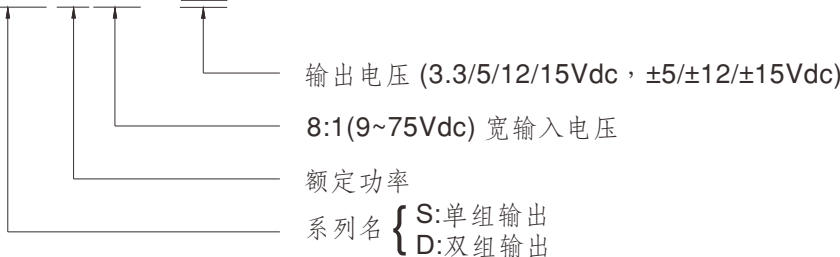 输出电压 (3.3/5/12/15Vdc，±5/±12/±15Vdc)
8:1(9~75Vdc) 宽输入电压
额定功率
系列名 { S:单组输出
D:双组输出